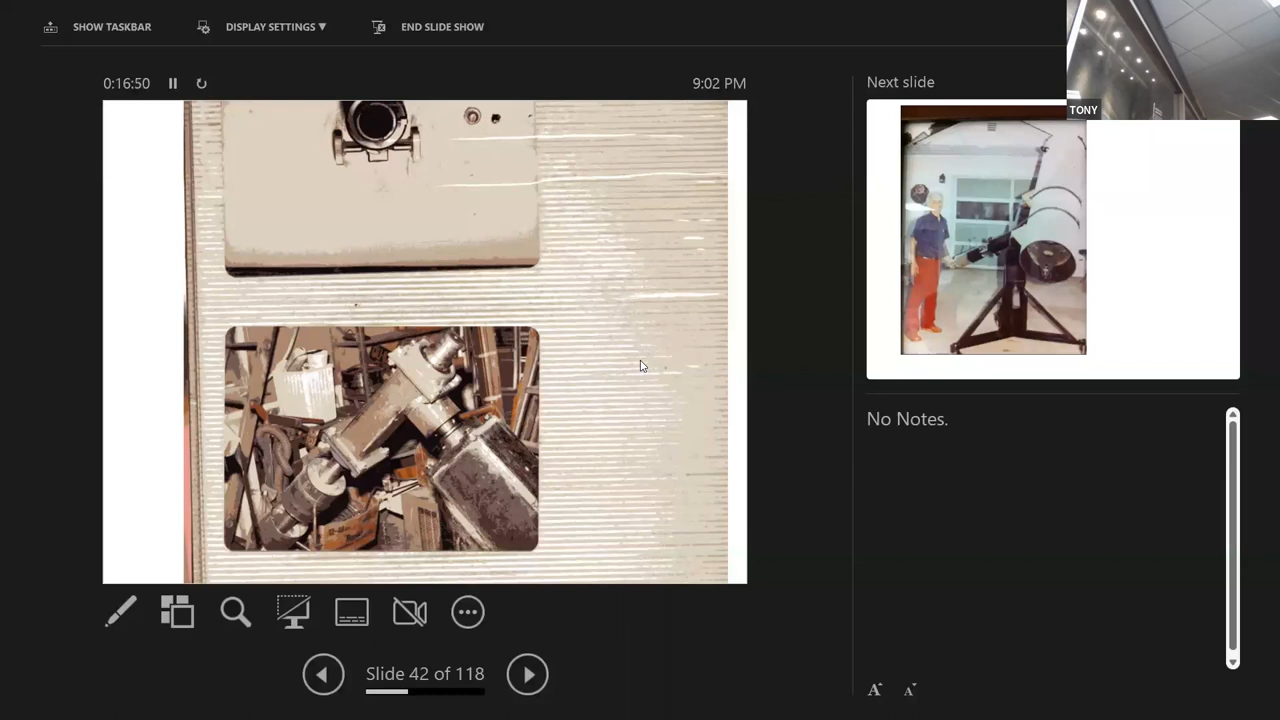 SHOW TASKBAR
DISPLAY SETTINGS ▼
END SLIDE SHOW
0:16:50
9:02 PM
Next slide
TONY
No Notes.
Slide 42 of 118
A A